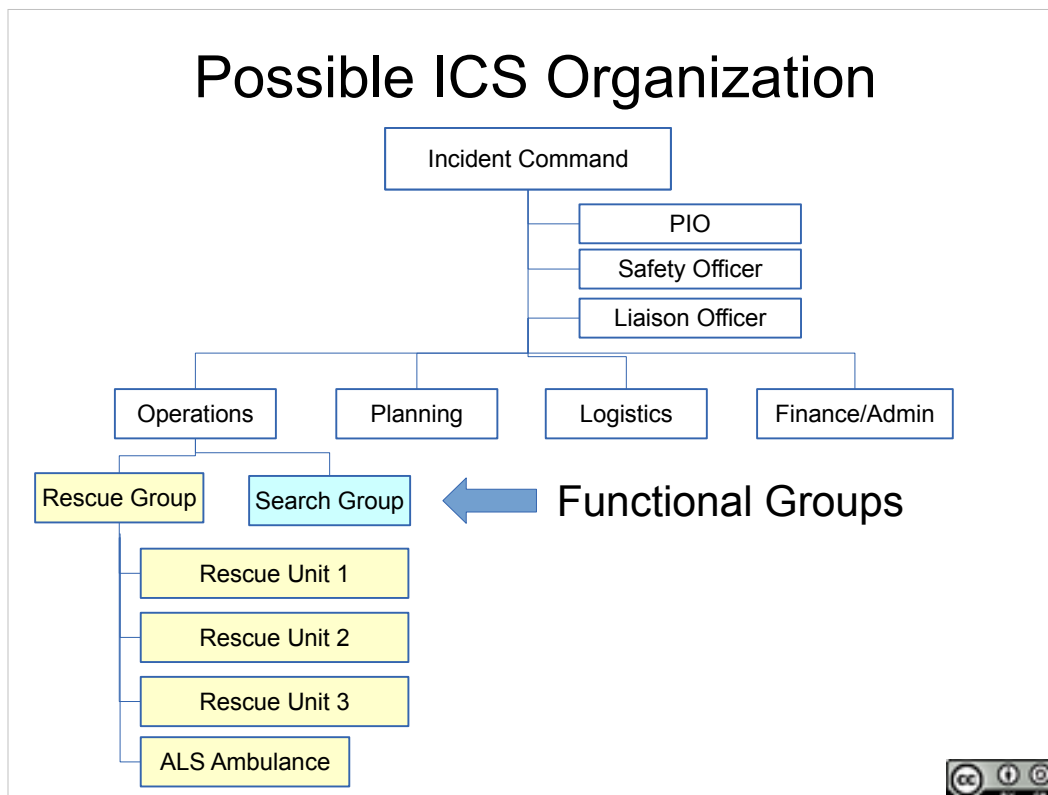 Possible ICS Organization
Incident Command
PIO
Safety Officer
Liaison Officer
Operations
Planning
Logistics
Finance/Admin
Rescue Group
Search Group
Functional Groups
Rescue Unit 1
Rescue Unit 2
Rescue Unit 3
ALS Ambulance
cc